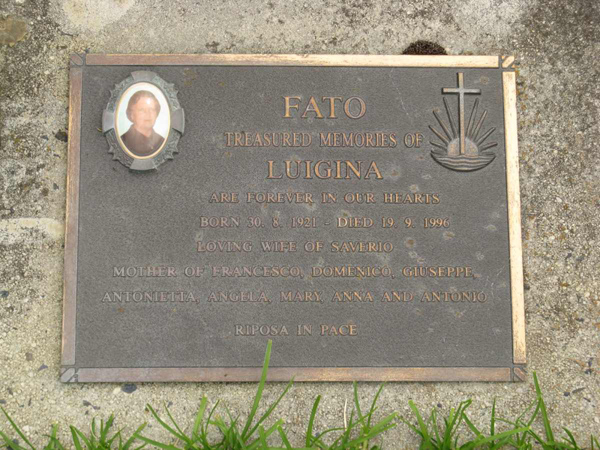 FATO
TREASURED MEMORIES OF
LUIGINA
ARE FOREVER IN OUR HEARTS
BORN 30. 8. 1921 - DIED 19. 9. 1996
LOVING WIFE OF SAVERIO
MOTHER OF FRANCESCO, DOMENICO, GIUSEPPE,
ANTONIETTA, ANGELA, MARY, ANNA AND ANTONIO
RIPOSA IN PACE